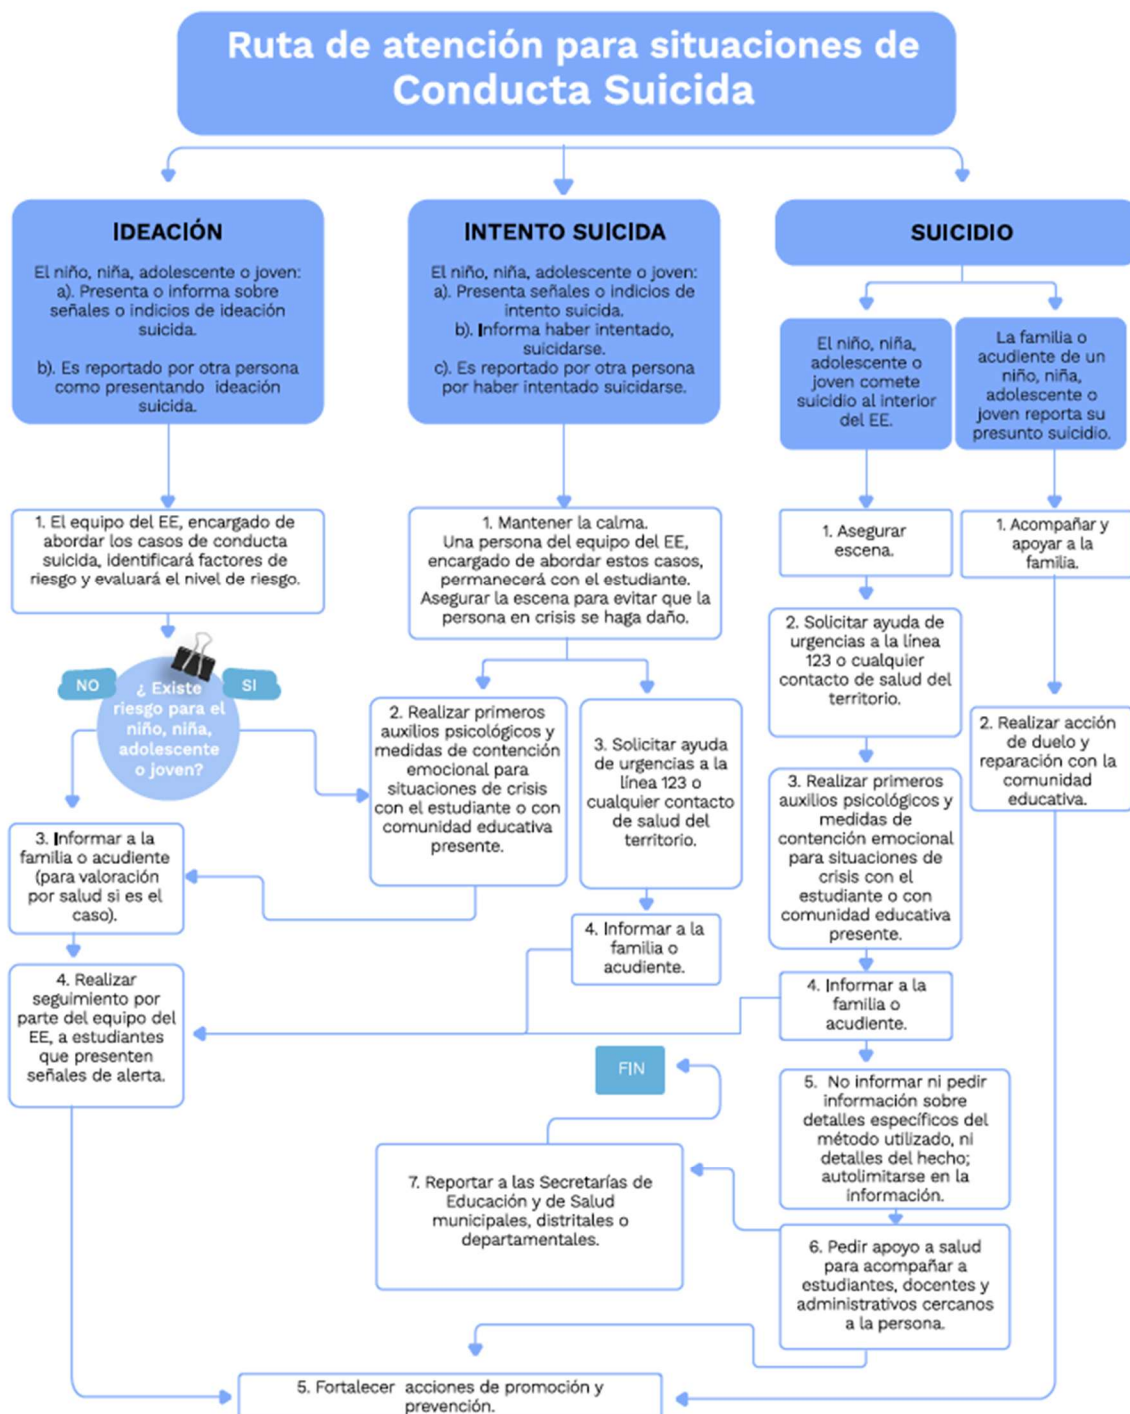 Ruta de atención para situaciones de
Conducta Suicida
IDEACIÓN
El niño, niña, adolescente o joven:
a). Presenta o informa sobre
señales o indicios de ideación
suicida.
b). Es reportado por otra persona
como presentando ideación
suicida.
INTENTO SUICIDA
El niño, niña, adolescente o joven:
a). Presenta señales o indicios de
intento suicida.
b). Informa haber intentado,
suicidarse.
c). Es reportado por otra persona
por haber intentado suicidarse.
SUICIDIO
El niño, niña,
adolescente o
joven comete
suicidio al interior
del EE.
La familia o
acudiente de un
niño, niña,
adolescente o
joven reporta su
presunto suicidio.
1. El equipo del EE, encargado de
abordar los casos de conducta
suicida, identificará factores de
riesgo y evaluará el nivel de riesgo.
NO
SI
¿ Existe
riesgo para el
niño, niña,
adolescente
o joven?
3. Informar a la
familia o acudiente
(para valoración
por salud si es el
caso).
4. Realizar
seguimiento por
parte del equipo del
EE, a estudiantes
que presenten
señales de alerta.
1. Mantener la calma.
Una persona del equipo del EE,
encargado de abordar estos casos,
permanecerá con el estudiante.
Asegurar la escena para evitar que la
persona en crisis se haga daño.
2. Realizar primeros
auxilios psicológicos y
medidas de contención
emocional para
situaciones de crisis
con el estudiante o con
comunidad educativa
presente.
3. Solicitar ayuda
de urgencias a la
línea 123 o
cualquier contacto
de salud del
territorio.
4. Informar a la
familia o
acudiente.
1. Asegurar
escena.
2. Solicitar ayuda de
urgencias a la línea
123 o cualquier
contacto de salud del
territorio.
3. Realizar primeros
auxilios psicológicos y
medidas de
contención emocional
para situaciones de
crisis con el
estudiante o con
comunidad educativa
presente.
4. Informar a la
familia o
acudiente.
5. No informar ni pedir
información sobre
detalles específicos del
método utilizado, ni
detalles del hecho;
autolimitarse en la
información.
6. Pedir apoyo a salud
para acompañar a
estudiantes, docentes y
administrativos cercanos
a la persona.
1. Acompañar y
apoyar a la
familia.
2. Realizar acción
de duelo y
reparación con la
comunidad
educativa.
7. Reportar a las Secretarías de
Educación y de Salud
municipales, distritales o
departamentales.
FIN
5. Fortalecer acciones de promoción y
prevención.